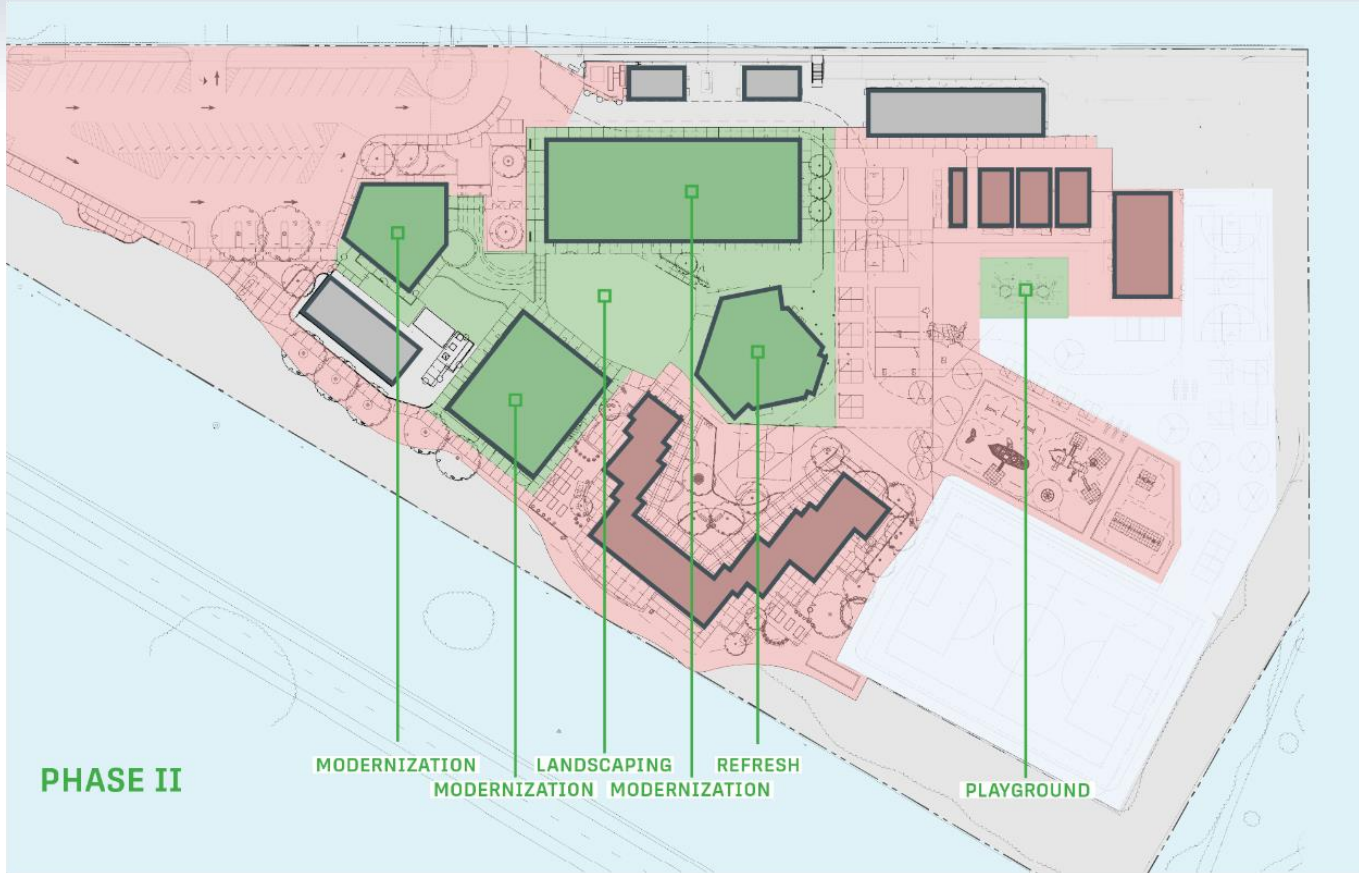 PHASE II
MODERNIZATION
LANDSCAPING
REFRESH
MODERNIZATION
MODERNIZATION
PLAYGROUND